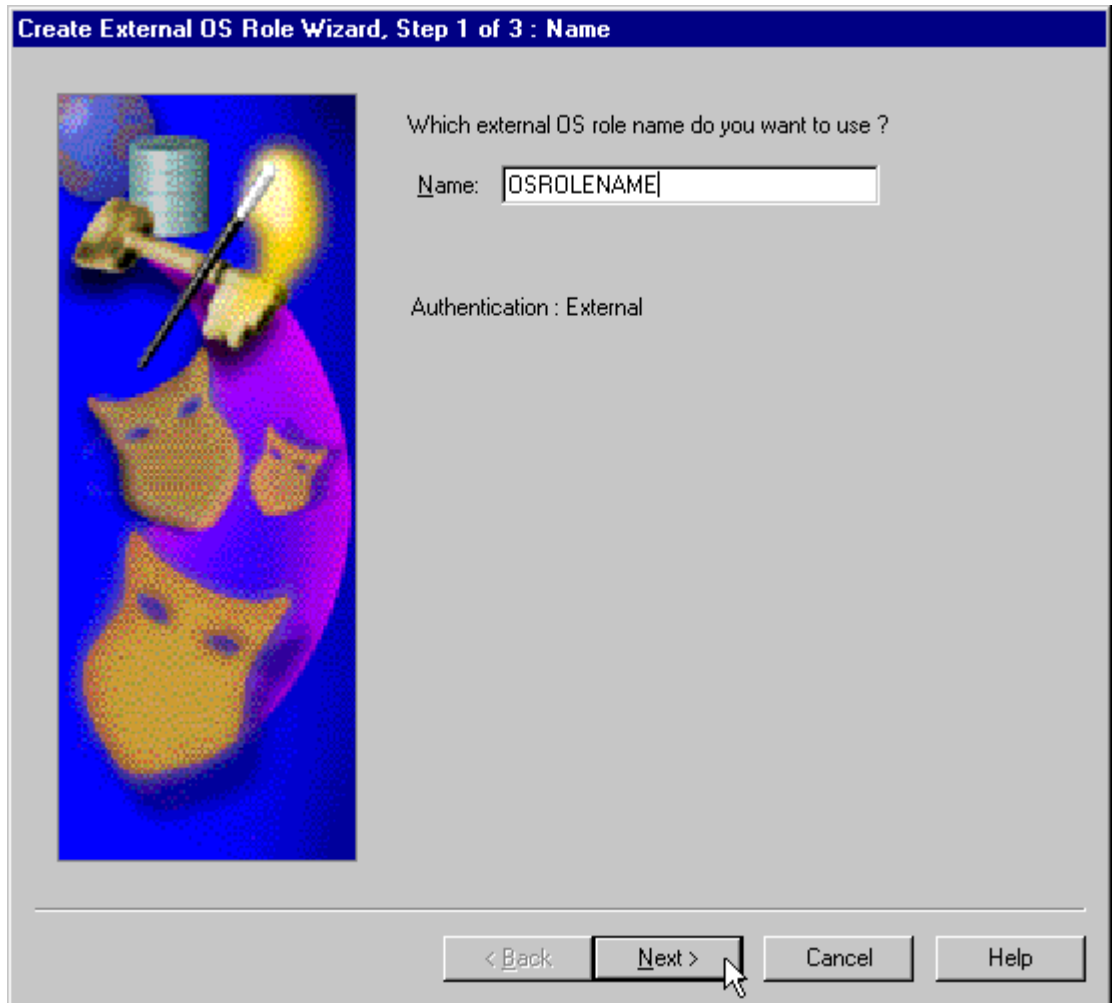 Create External OS Role Wizard, Step 1 of 3 : Name
Which external OS role name do you want to use ?
Name: OSROLENAME
Authentication : External
< Back Next > Cancel Help